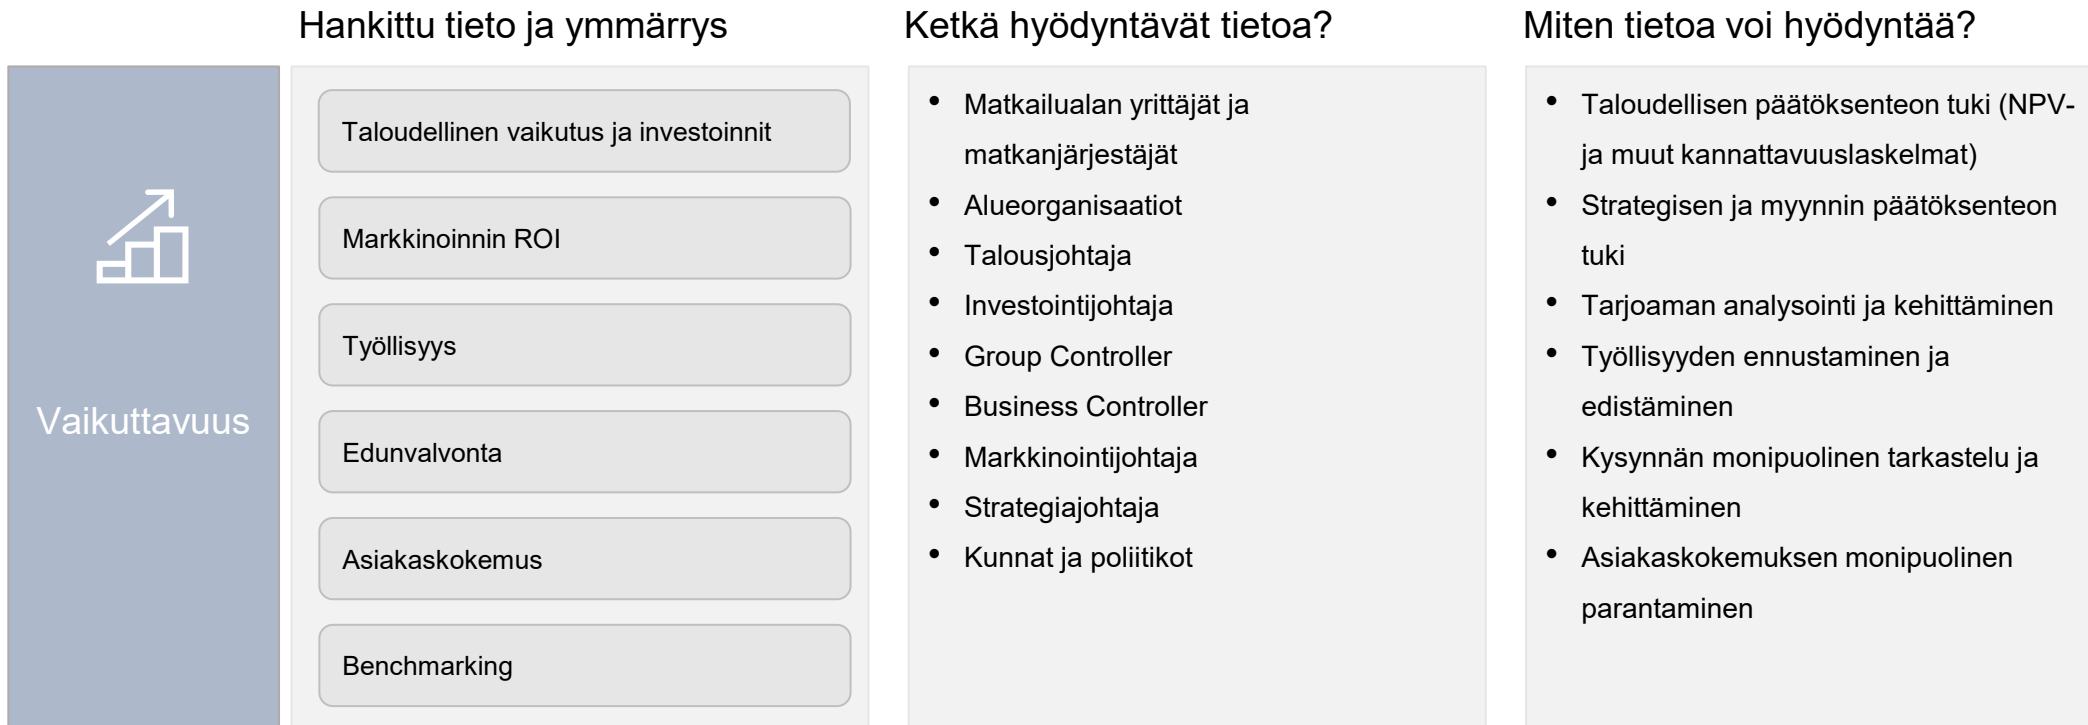 Hankittu tieto ja ymmärrys
Ketkä hyödyntävät tietoa?
Miten tietoa voi hyödyntää?
Vaikuttavuus
Taloudellinen vaikutus ja investoinnit
Markkinoinnin ROI
Työllisyys
Edunvalvonta
Asiakaskokemus
Benchmarking
• Matkailualan yrittäjät ja
matkanjärjestäjät
• Alueorganisaatiot
• Talousjohtaja
• Investointijohtaja
• Group Controller
• Business Controller
• Markkinointijohtaja
• Strategiajohtaja
• Kunnat ja poliitikot
• Taloudellisen päätöksenteon tuki (NPV-
ja muut kannattavuuslaskelmat)
• Strategisen ja myynnin päätöksenteon
tuki
• Tarjoaman analysointi ja kehittäminen
• Työllisyyden ennustaminen ja
edistäminen
• Kysynnän monipuolinen tarkastelu ja
kehittäminen
• Asiakaskokemuksen monipuolinen
parantaminen